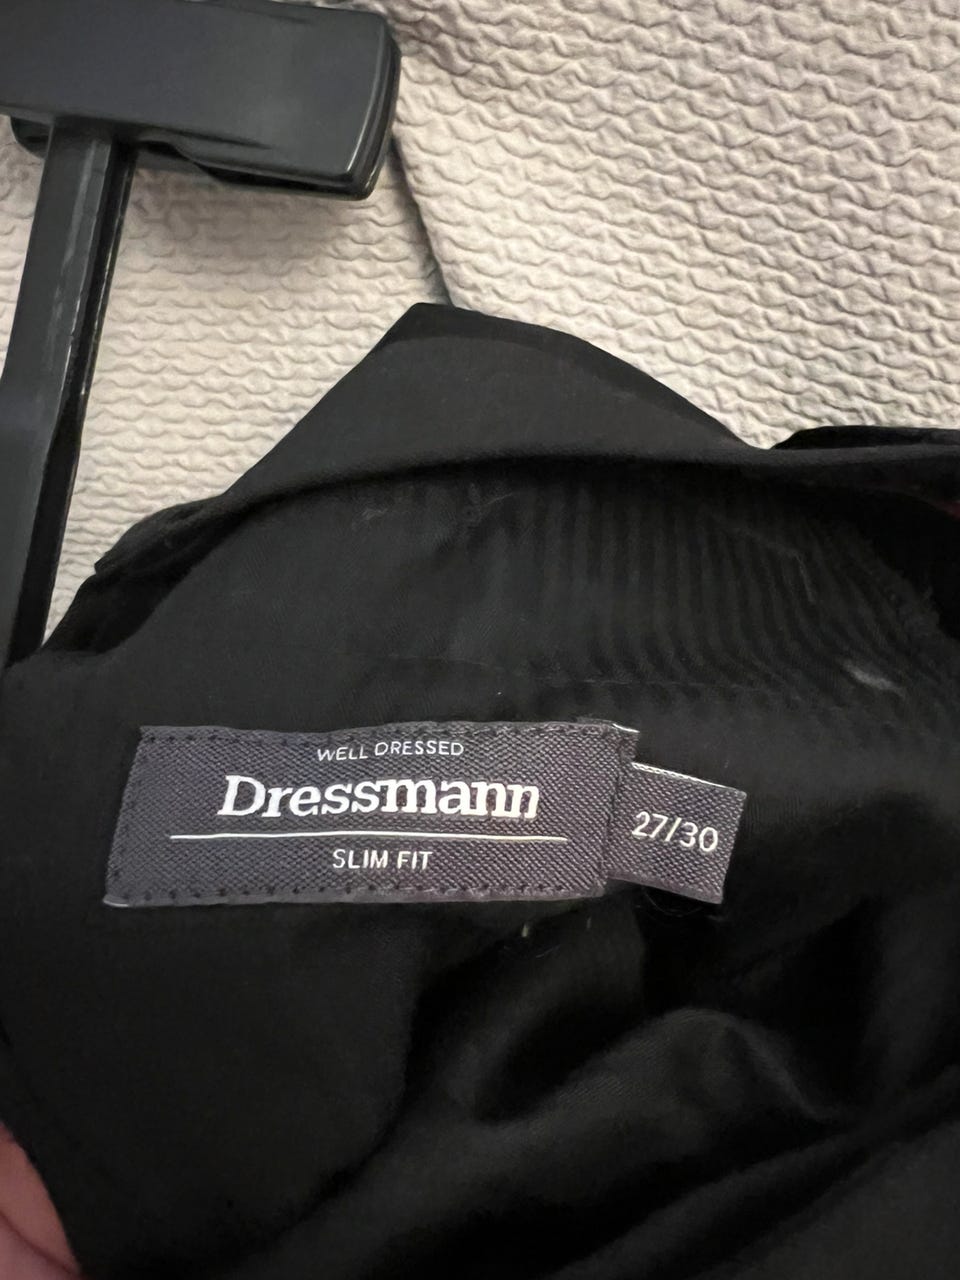 WELL DRESSED
Dressmann
SLIM FIT
27/30